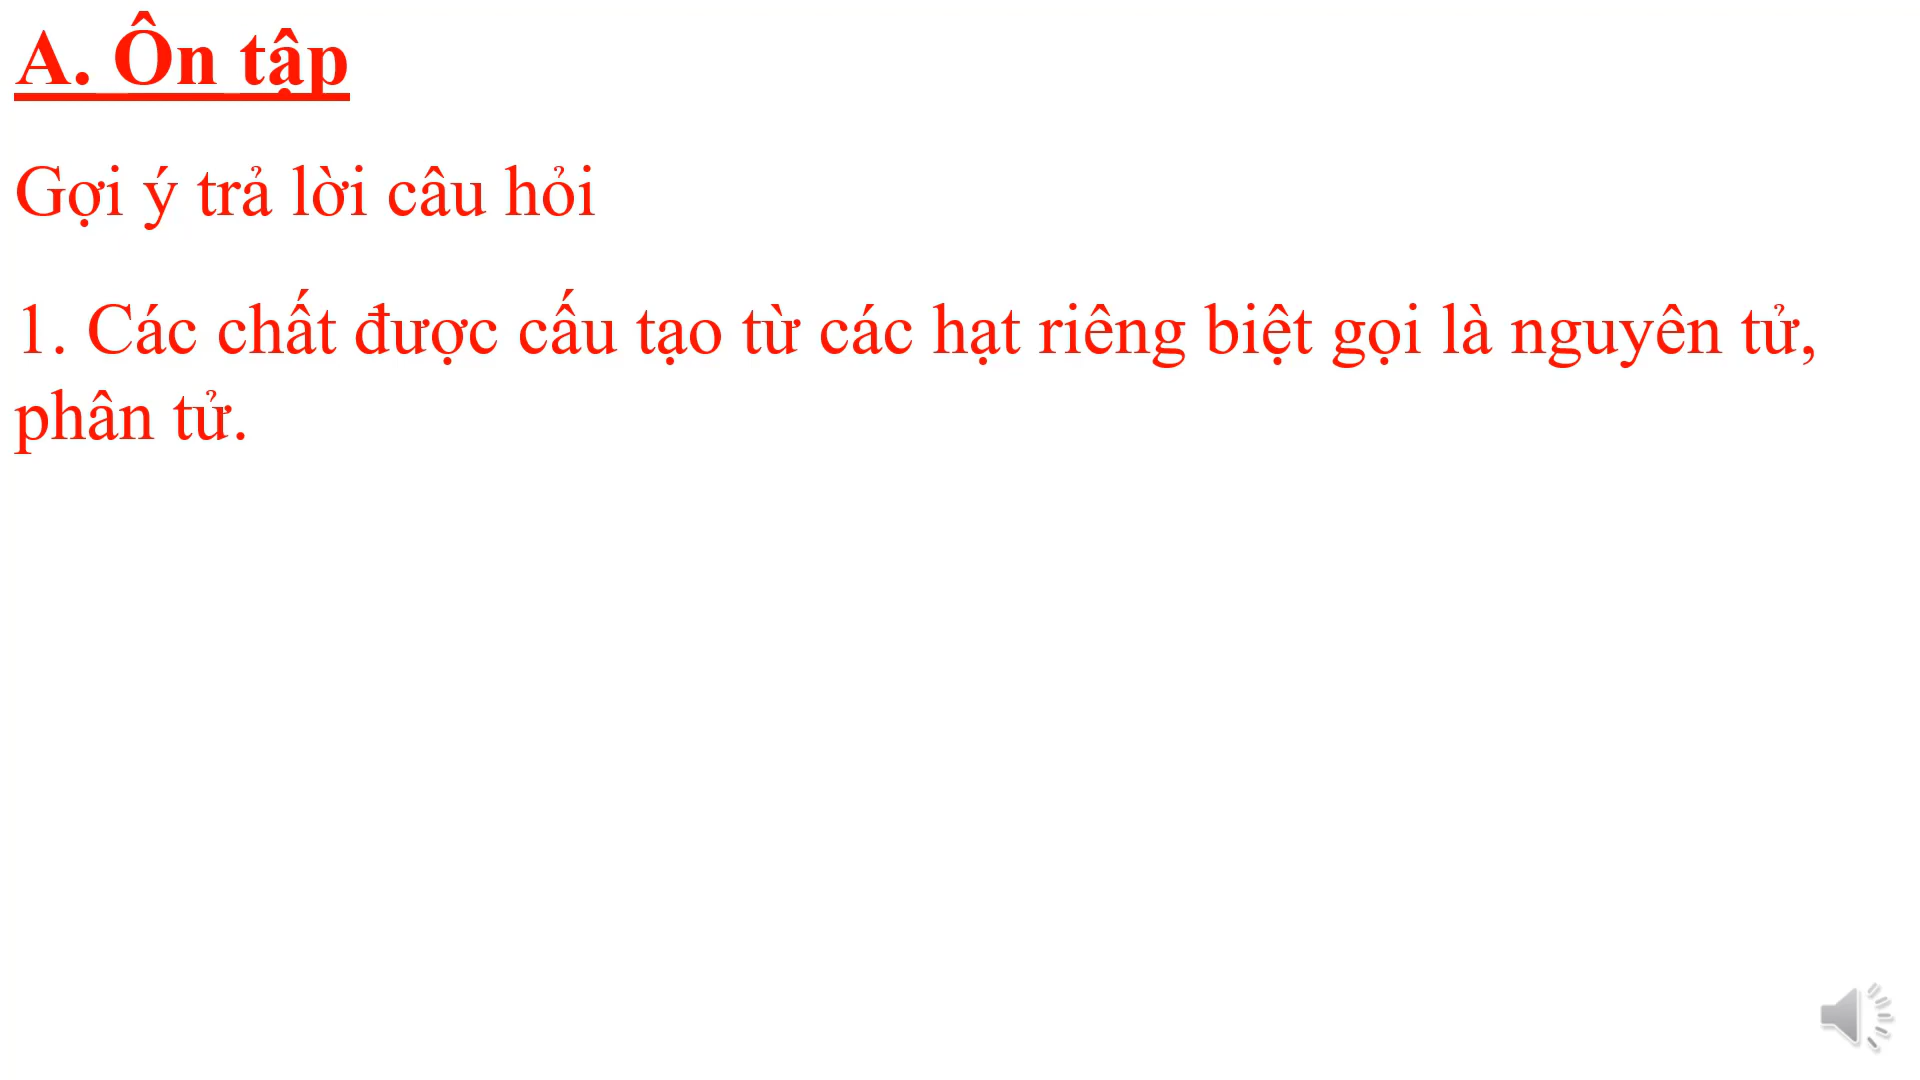 A. Ôn tập
Gợi ý trả lời câu hỏi
1. Các chất được cấu tạo từ các hạt riêng biệt gọi là nguyên tử,
phân tử.